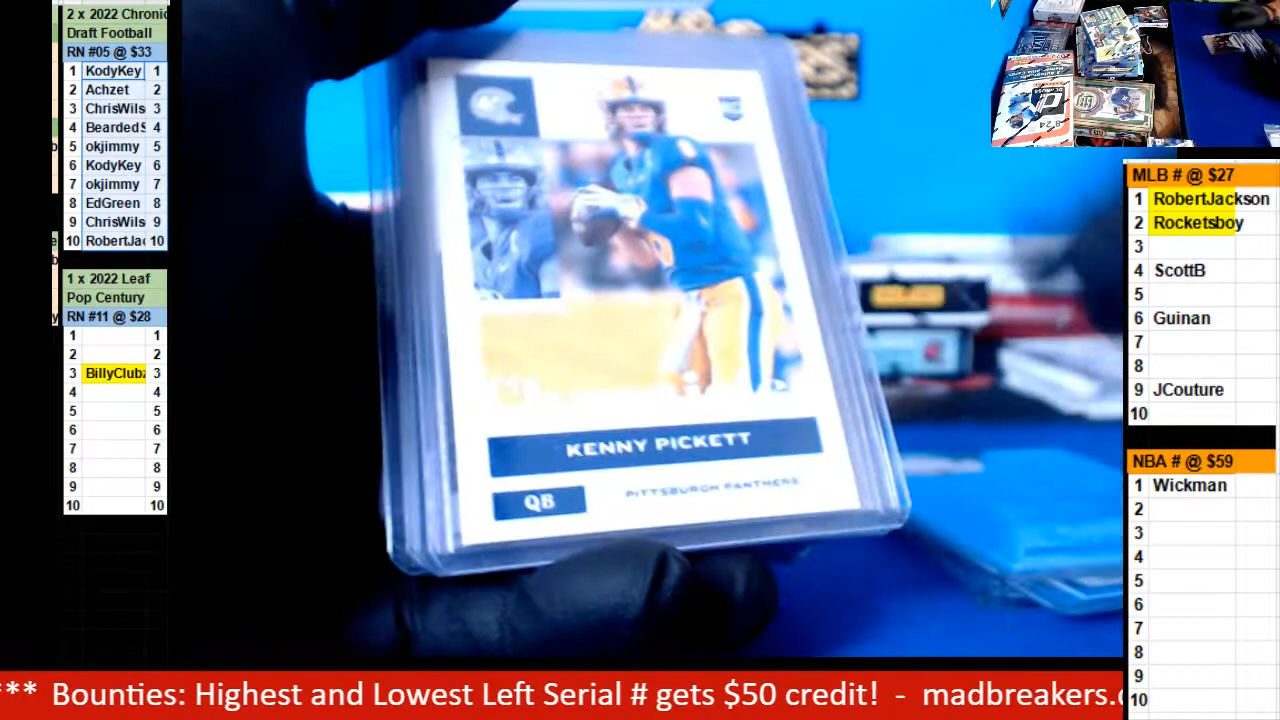 2 x 2022 Chronic
Draft Football
RN #05 @ $33
1 KodyKey 1
2 Achzet 2
3 ChrisWils 3
4 BeardedS 4
5 okjimmy 5
6 KodyKey 6
7 okjimmy 7
8 EdGreen 8
9 ChrisWils 9
10 RobertJac 10
1 x 2022 Leaf
Pop Century
RN #11 @ $28
1 1
2 2
3 BillyClubz 3
4 4
5 5
6 6
7 7
8 8
9 9
10 10
KENNY PICKETT
QB PITTSBURGH PANTHERS
MLB # @ $27
1 RobertJackson
2 Rocketsboy
3
4 ScottB
5
6 Guinan
7
8
9 JCouture
10
NBA # @ $59
1 Wickman
2
3
4
5
6
7
8
9
10
** Bounties: Highest and Lowest Left Serial # gets $50 credit! - madbreakers.c